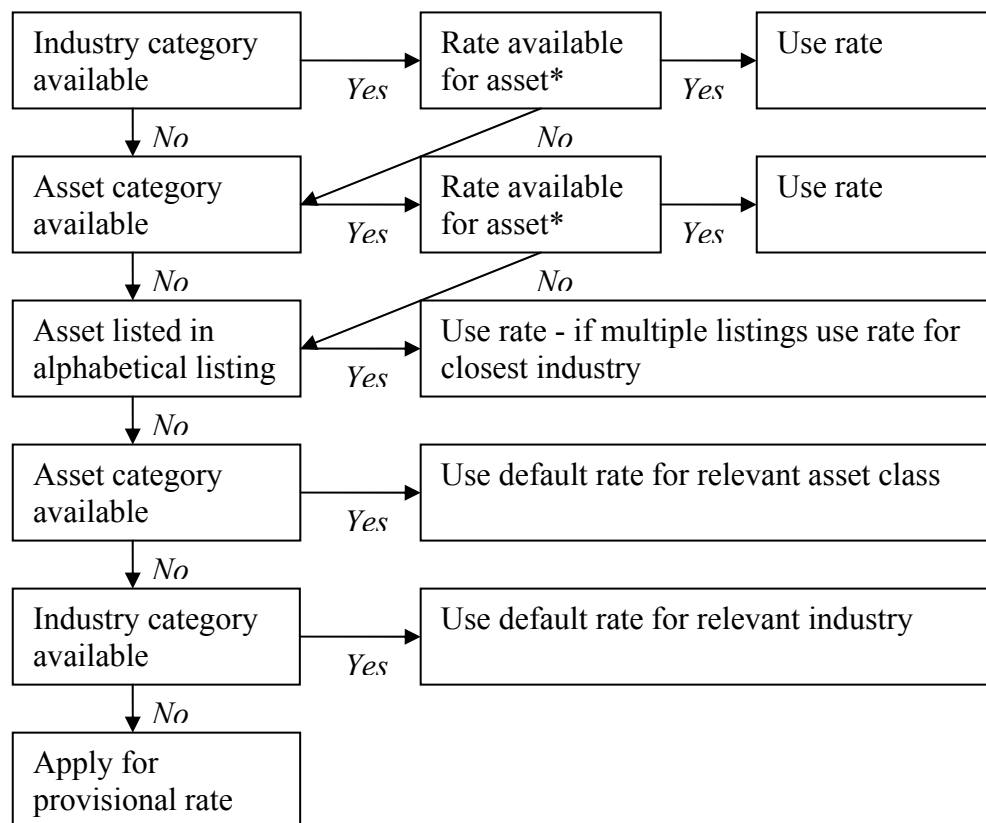 Industry category
available
Yes
Rate available
for asset*
Yes
Use rate
No
No
Asset category
available
Yes
Rate available
for asset*
Yes
Use rate
No
No
Asset listed in
alphabetical listing
Yes
Use rate - if multiple listings use rate for
closest industry
No
Asset category
available
Yes
Use default rate for relevant asset class
No
Industry category
available
Yes
Use default rate for relevant industry
No
Apply for
provisional rate